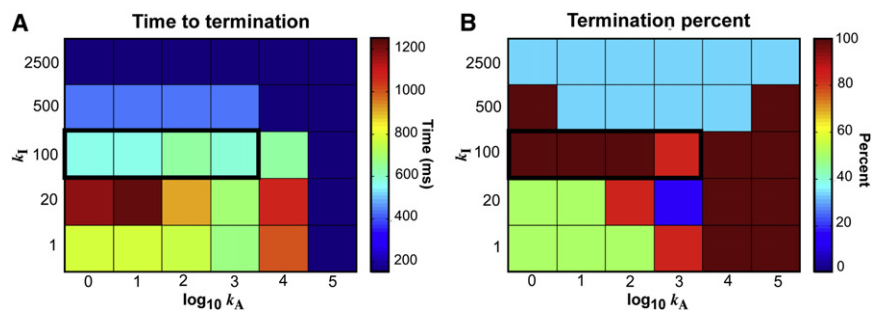 A
Time to termination
2500
500
100
20
1
kI
0 1 2 3 4 5
log10 kA
1200
1000
800
600
400
200
Time (ms)
B
Termination percent
2500
500
100
20
1
kI
0 1 2 3 4 5
log10 kA
100
80
60
40
20
0
Percent